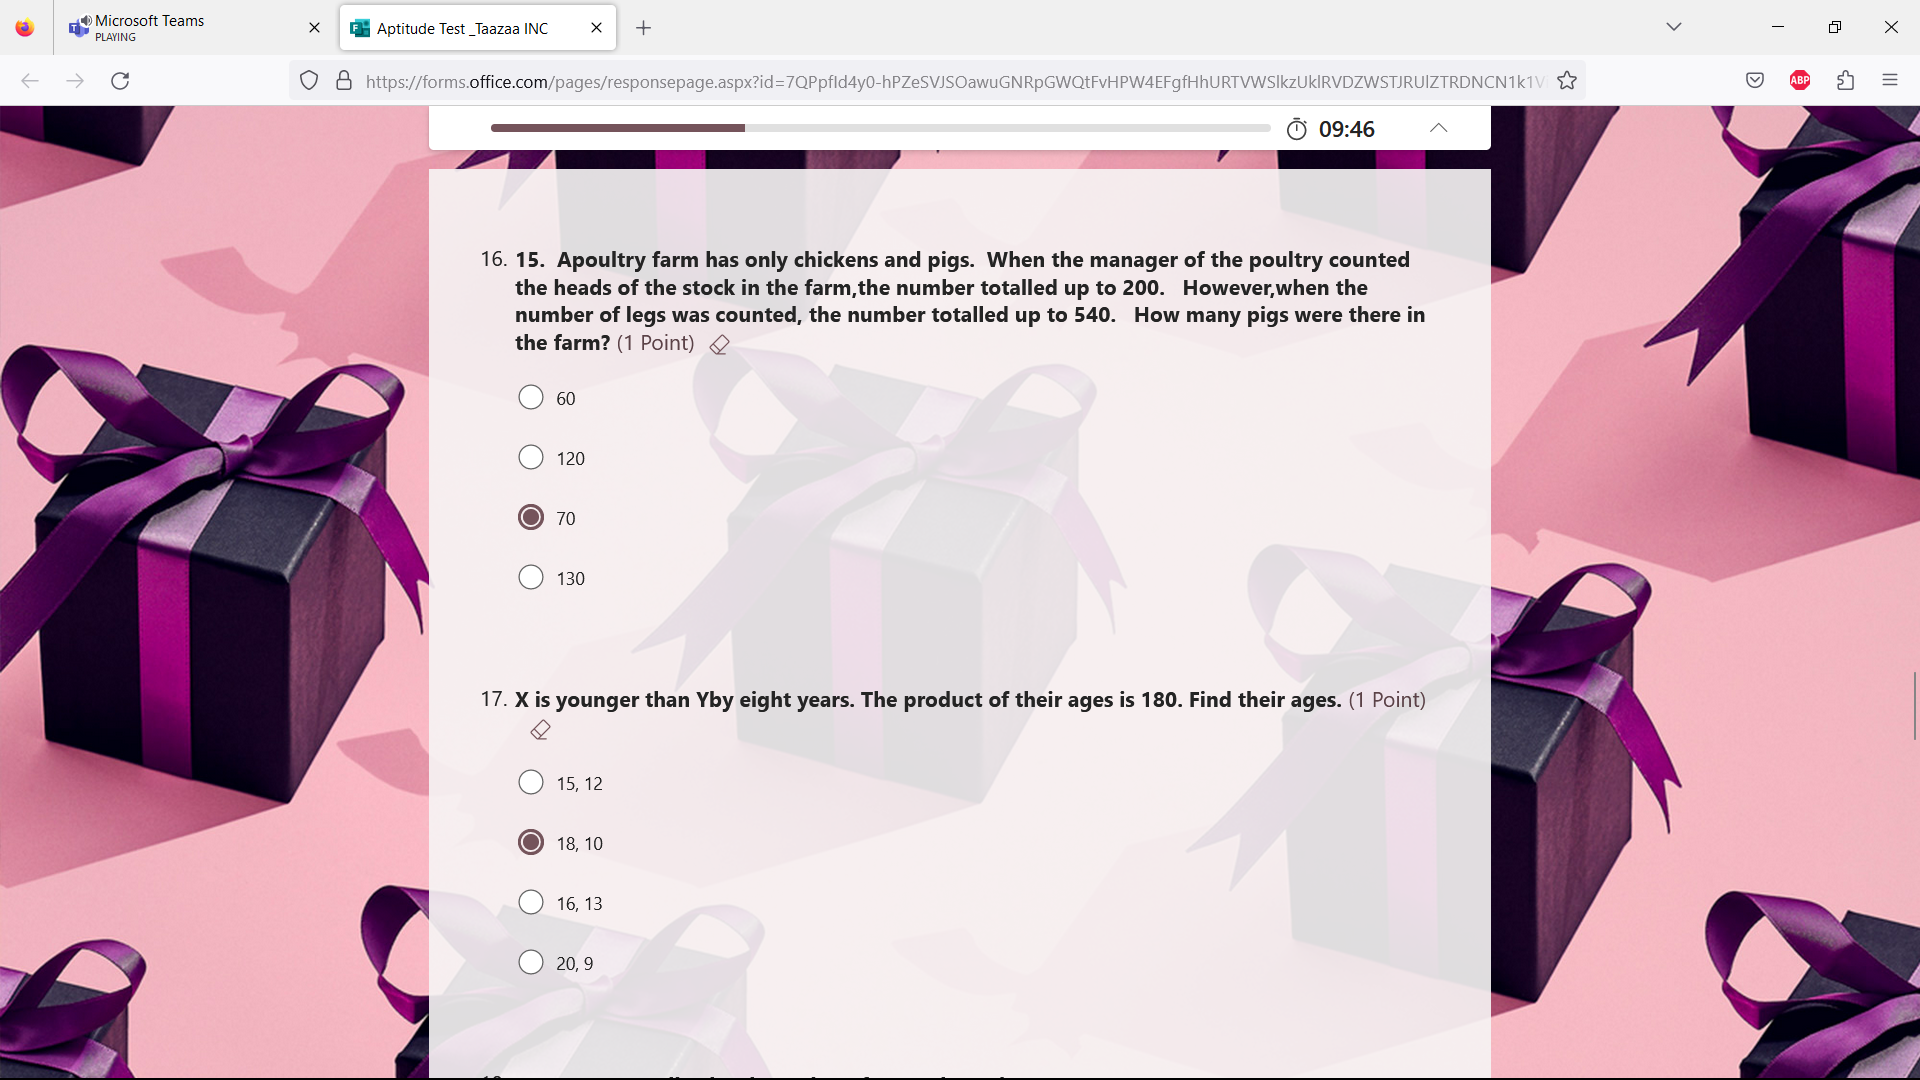 Microsoft Teams
PLAYING
Aptitude Test _Taazaa INC
https://forms.office.com/pages/responsepage.aspx?id=7QPpfId4y0-hPZeSVJSOawuGNRpGWQtFvHPW4EFgfHhURTVWSlkzUklRVDZWSTJRUlZTRDNCN1k1V
ABP
09:46
16. 15. Apoultry farm has only chickens and pigs. When the manager of the poultry counted
the heads of the stock in the farm,the number totalled up to 200. However,when the
number of legs was counted, the number totalled up to 540. How many pigs were there in
the farm? (1 Point)
60
120
70
130
17. X is younger than Yby eight years. The product of their ages is 180. Find their ages. (1 Point)
15, 12
18, 10
16, 13
20, 9